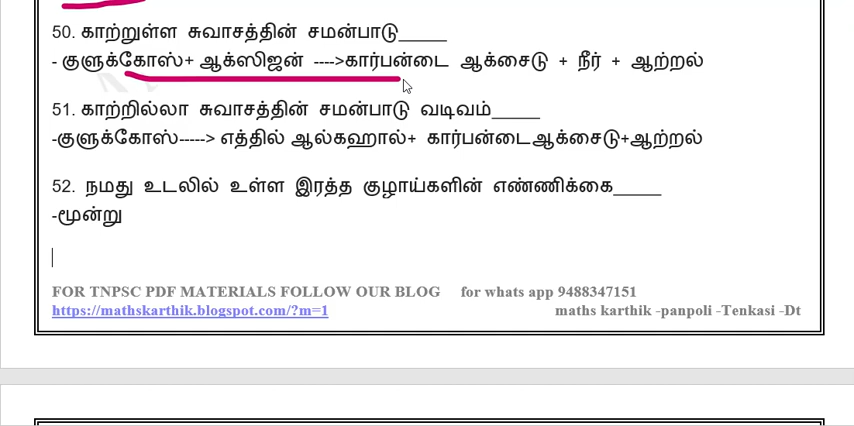 50. காற்றுள்ள சுவாசத்தின் சமன்பாடு_____
- குளுக்கோஸ்+ ஆக்ஸிஜன் ---->கார்பன்டை ஆக்சைடு + நீர் + ஆற்றல்
51. காற்றில்லா சுவாசத்தின் சமன்பாடு வடிவம்_____
-குளுக்கோஸ்-----> எத்தில் ஆல்கஹால்+ கார்பன்டைஆக்சைடு+ஆற்றல்
52. நமது உடலில் உள்ள இரத்த குழாய்களின் எண்ணிக்கை_____
-மூன்று
FOR TNPSC PDF MATERIALS FOLLOW OUR BLOG for whats app 9488347151
https://mathskarthik.blogspot.com/?m=1 maths karthik -panpoli -Tenkasi -Dt